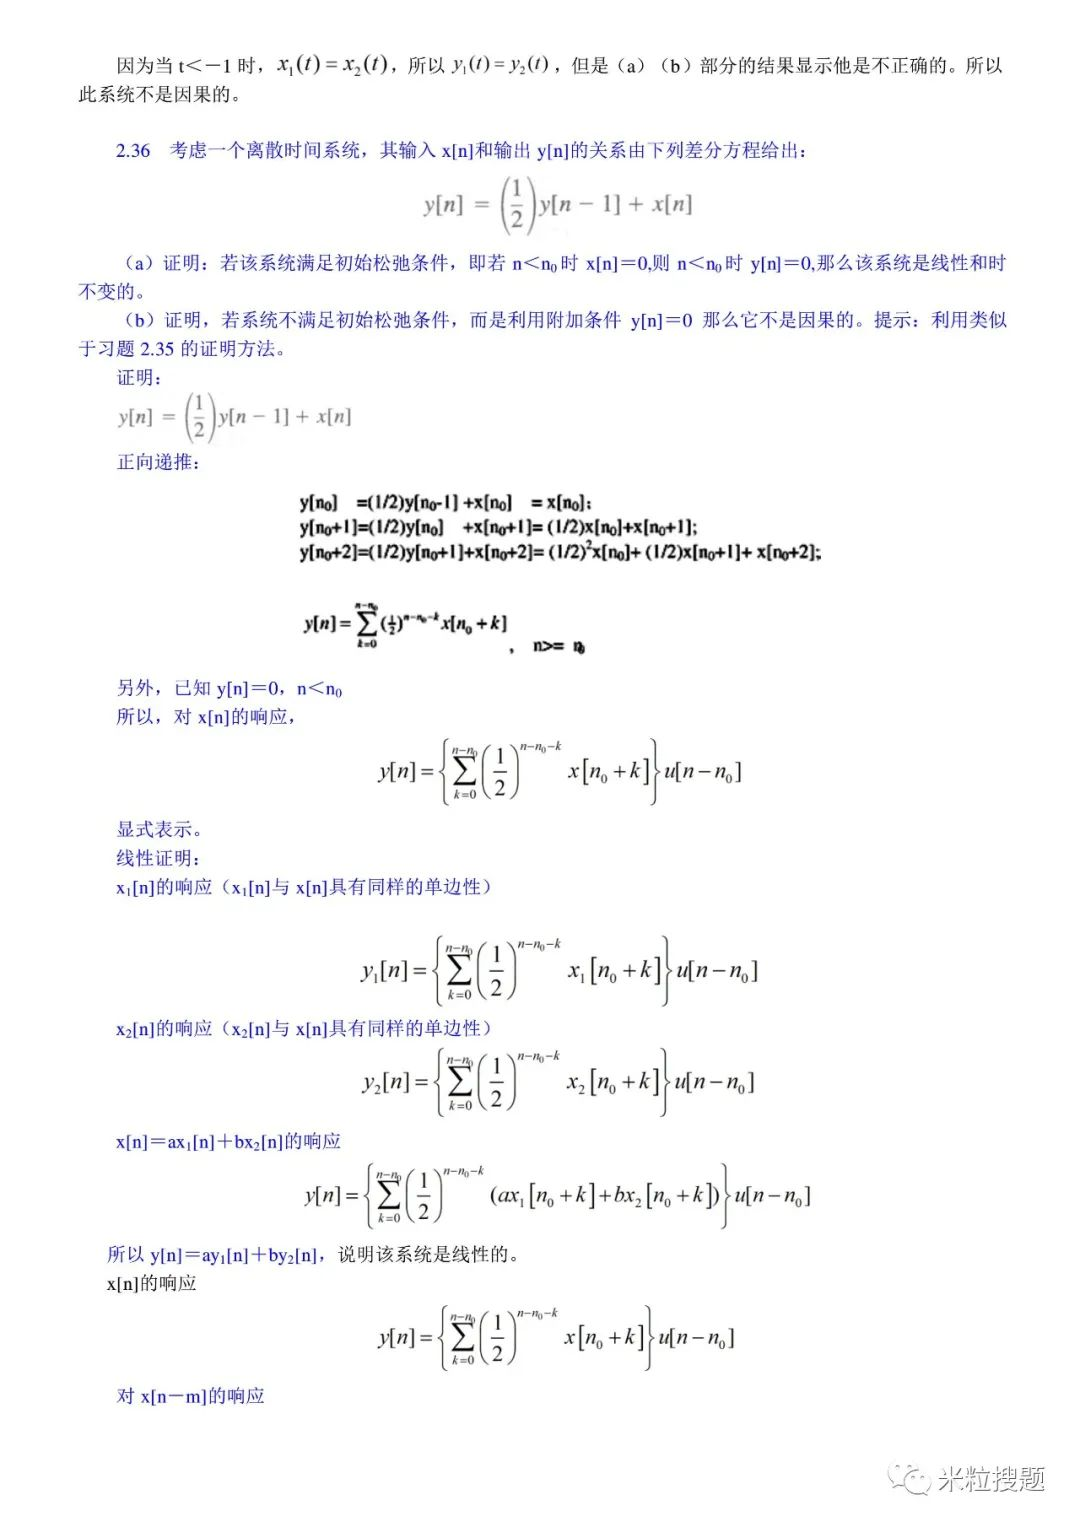 因为当 t＜－1 时，x₁(t) = x₂(t)，所以 y₁(t) = y₂(t)，但是（a）（b）部分的结果显示他是不正确的。所以
此系统不是因果的。
2.36 考虑一个离散时间系统，其输入 x[n]和输出 y[n]的关系由下列差分方程给出：
y[n] = (1/2)y[n − 1] + x[n]
（a）证明：若该系统满足初始松弛条件，即若 n＜n₀ 时 x[n]＝0,则 n＜n₀ 时 y[n]＝0,那么该系统是线性和时
不变的。
（b）证明，若系统不满足初始松弛条件，而是利用附加条件 y[n]＝0 那么它不是因果的。提示：利用类似
于习题 2.35 的证明方法。
证明：
y[n] = (1/2)y[n − 1] + x[n]
正向递推：
y[n₀] =(1/2)y[n₀-1] +x[n₀] = x[n₀];
y[n₀+1]=(1/2)y[n₀] +x[n₀+1]= (1/2)x[n₀]+x[n₀+1];
y[n₀+2]=(1/2)y[n₀+1]+x[n₀+2]= (1/2)²x[n₀]+ (1/2)x[n₀+1]+ x[n₀+2];
y[n] = ∑_{k=0}^{n−n₀} (1/2)^{n−n₀−k} x[n₀ + k] , n>= n₀
另外，已知 y[n]＝0，n＜n₀
所以，对 x[n]的响应，
y[n] = {∑_{k=0}^{n−n₀} (1/2)^{n−n₀−k} x[n₀ + k]} u[n − n₀]
显式表示。
线性证明：
x₁[n]的响应（x₁[n]与 x[n]具有同样的单边性）
y₁[n] = {∑_{k=0}^{n−n₀} (1/2)^{n−n₀−k} x₁[n₀ + k]} u[n − n₀]
x₂[n]的响应（x₂[n]与 x[n]具有同样的单边性）
y₂[n] = {∑_{k=0}^{n−n₀} (1/2)^{n−n₀−k} x₂[n₀ + k]} u[n − n₀]
x[n]＝ax₁[n]＋bx₂[n]的响应
y[n] = {∑_{k=0}^{n−n₀} (1/2)^{n−n₀−k} (ax₁[n₀ + k] + bx₂[n₀ + k])} u[n − n₀]
所以 y[n]＝ay₁[n]＋by₂[n]，说明该系统是线性的。
x[n]的响应
y[n] = {∑_{k=0}^{n−n₀} (1/2)^{n−n₀−k} x[n₀ + k]} u[n − n₀]
对 x[n－m]的响应
米粒搜题